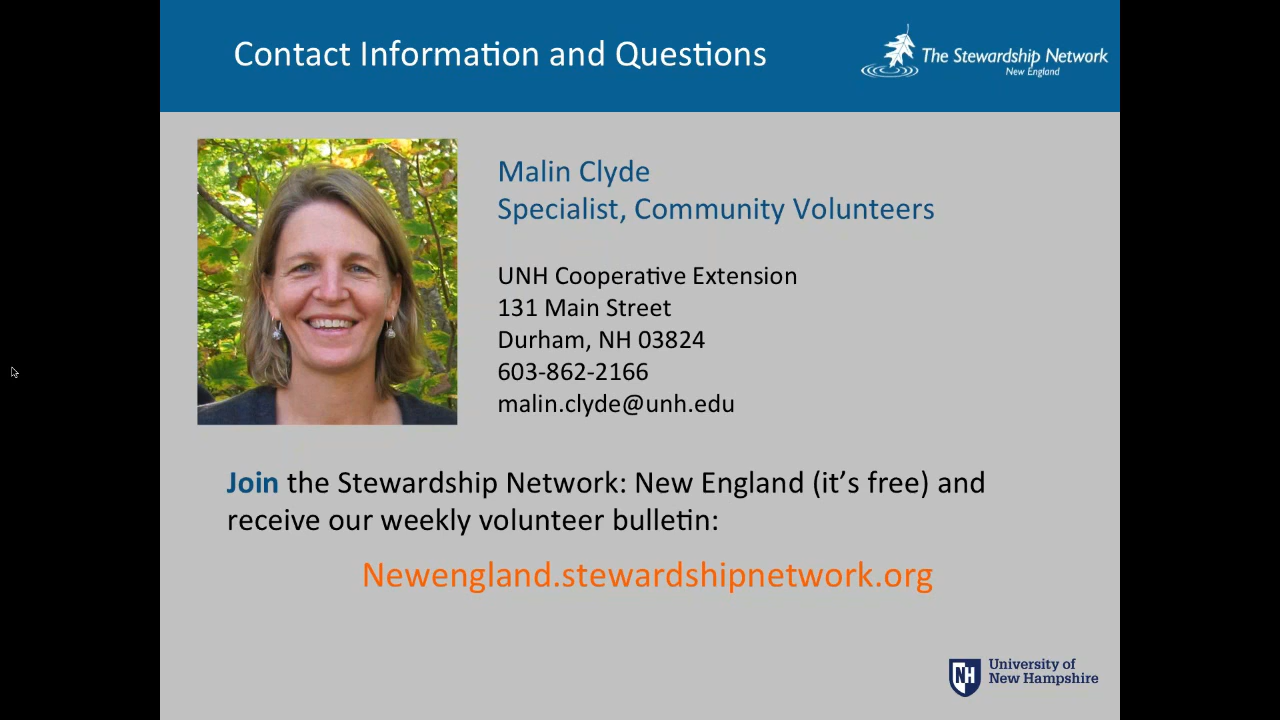 Contact Information and Questions
The Stewardship Network
New England
Malin Clyde
Specialist, Community Volunteers
UNH Cooperative Extension
131 Main Street
Durham, NH 03824
603-862-2166
malin.clyde@unh.edu
Join the Stewardship Network: New England (it’s free) and
receive our weekly volunteer bulletin:
Newengland.stewardshipnetwork.org
NH
University of
New Hampshire